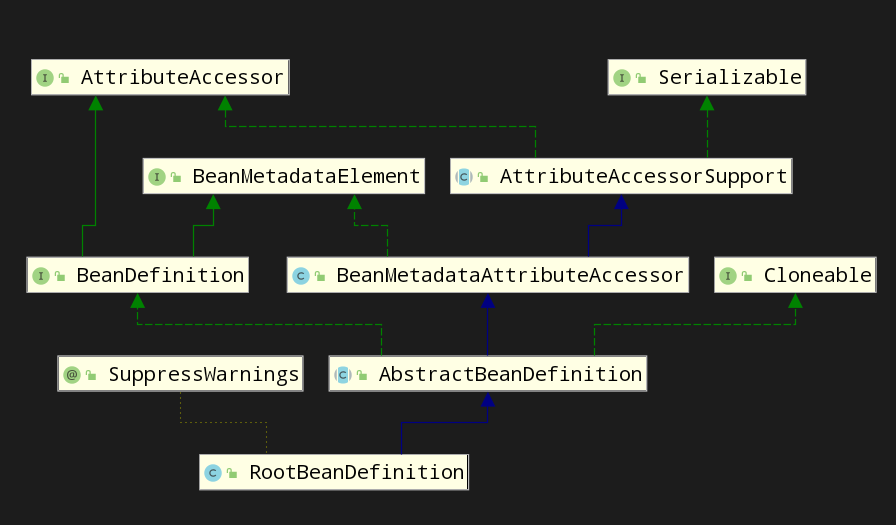 AttributeAccessor
Serializable
BeanMetadataElement
AttributeAccessorSupport
BeanDefinition
BeanMetadataAttributeAccessor
Cloneable
SuppressWarnings
AbstractBeanDefinition
RootBeanDefinition